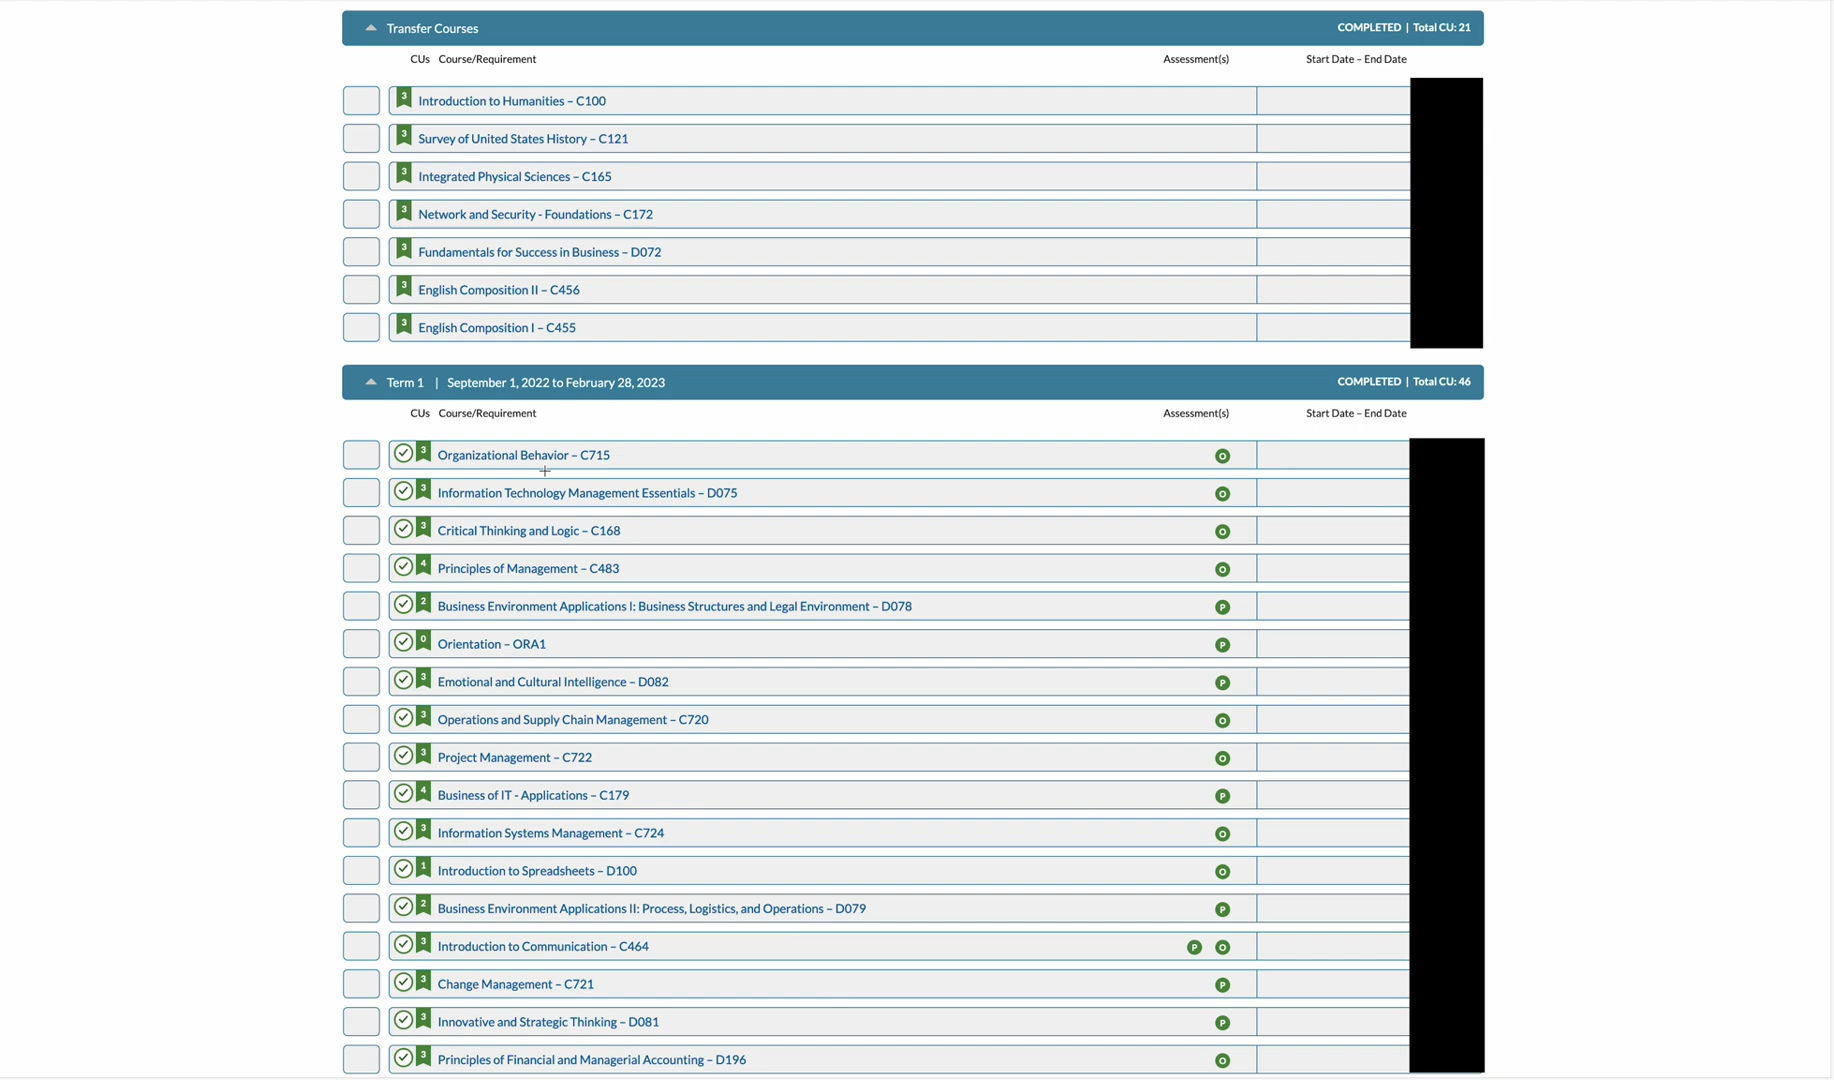 Transfer Courses COMPLETED | Total CU: 21
CUs Course/Requirement Assessment(s) Start Date – End Date
3 Introduction to Humanities – C100
3 Survey of United States History – C121
3 Integrated Physical Sciences – C165
3 Network and Security - Foundations – C172
3 Fundamentals for Success in Business – D072
3 English Composition II – C456
3 English Composition I – C455
Term 1 | September 1, 2022 to February 28, 2023 COMPLETED | Total CU: 46
CUs Course/Requirement Assessment(s) Start Date – End Date
3 Organizational Behavior – C715 O
3 Information Technology Management Essentials – D075 O
3 Critical Thinking and Logic – C168 O
4 Principles of Management – C483 O
2 Business Environment Applications I: Business Structures and Legal Environment – D078 P
0 Orientation – ORA1 P
3 Emotional and Cultural Intelligence – D082 P
3 Operations and Supply Chain Management – C720 O
3 Project Management – C722 O
4 Business of IT - Applications – C179 P
3 Information Systems Management – C724 O
1 Introduction to Spreadsheets – D100 O
2 Business Environment Applications II: Process, Logistics, and Operations – D079 P
3 Introduction to Communication – C464 P O
3 Change Management – C721 P
3 Innovative and Strategic Thinking – D081 P
3 Principles of Financial and Managerial Accounting – D196 O